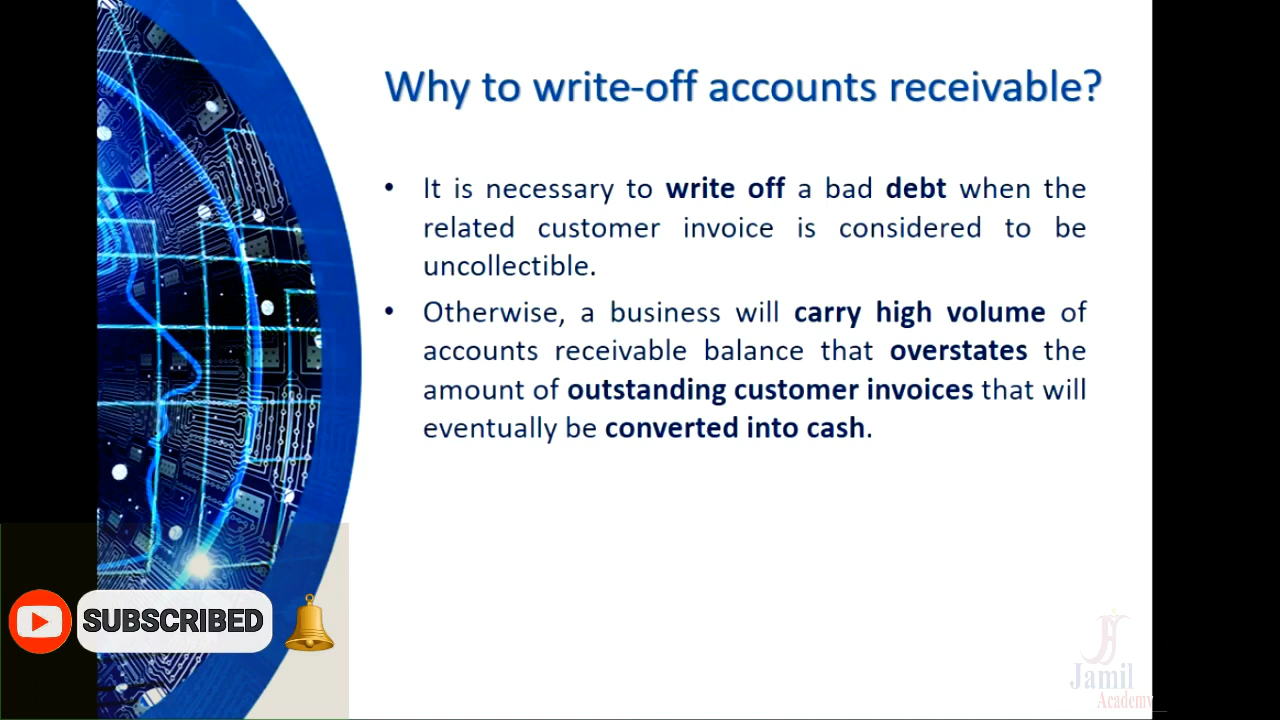 Why to write-off accounts receivable?
• It is necessary to write off a bad debt when the
related customer invoice is considered to be
uncollectible.
• Otherwise, a business will carry high volume of
accounts receivable balance that overstates the
amount of outstanding customer invoices that will
eventually be converted into cash.
SUBSCRIBED
Jamil
Academy